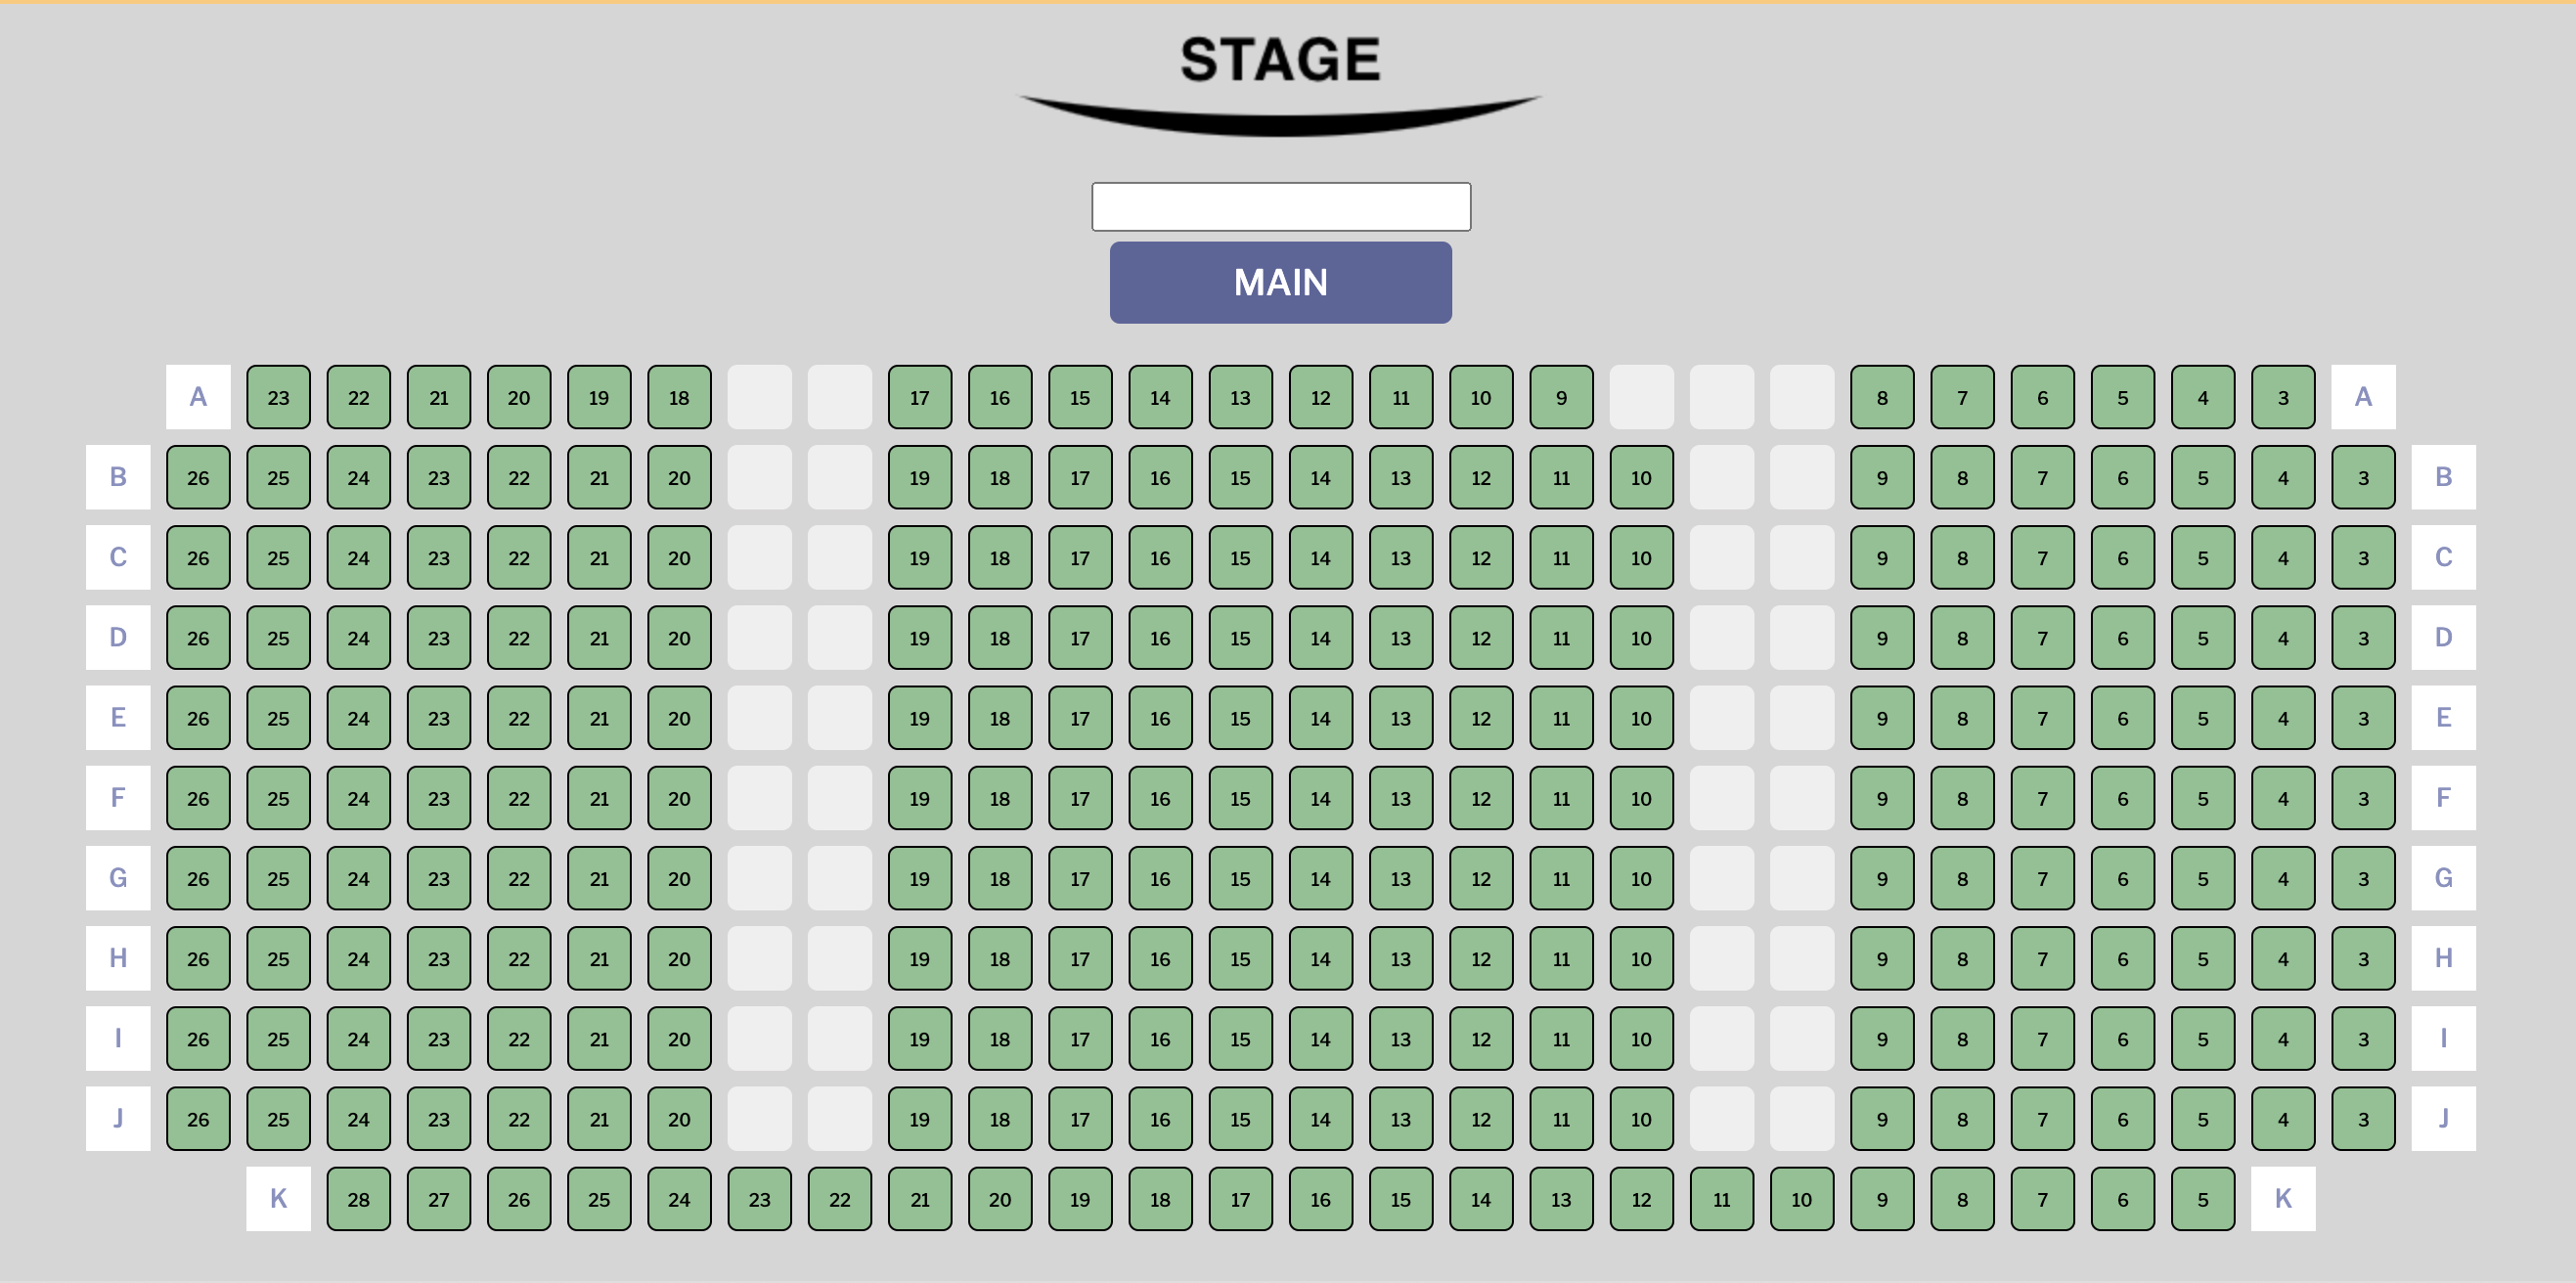 STAGE
MAIN
A 23 22 21 20 19 18 17 16 15 14 13 12 11 10 9 8 7 6 5 4 3 A
B 26 25 24 23 22 21 20 19 18 17 16 15 14 13 12 11 10 9 8 7 6 5 4 3 B
C 26 25 24 23 22 21 20 19 18 17 16 15 14 13 12 11 10 9 8 7 6 5 4 3 C
D 26 25 24 23 22 21 20 19 18 17 16 15 14 13 12 11 10 9 8 7 6 5 4 3 D
E 26 25 24 23 22 21 20 19 18 17 16 15 14 13 12 11 10 9 8 7 6 5 4 3 E
F 26 25 24 23 22 21 20 19 18 17 16 15 14 13 12 11 10 9 8 7 6 5 4 3 F
G 26 25 24 23 22 21 20 19 18 17 16 15 14 13 12 11 10 9 8 7 6 5 4 3 G
H 26 25 24 23 22 21 20 19 18 17 16 15 14 13 12 11 10 9 8 7 6 5 4 3 H
I 26 25 24 23 22 21 20 19 18 17 16 15 14 13 12 11 10 9 8 7 6 5 4 3 I
J 26 25 24 23 22 21 20 19 18 17 16 15 14 13 12 11 10 9 8 7 6 5 4 3 J
K 28 27 26 25 24 23 22 21 20 19 18 17 16 15 14 13 12 11 10 9 8 7 6 5 K